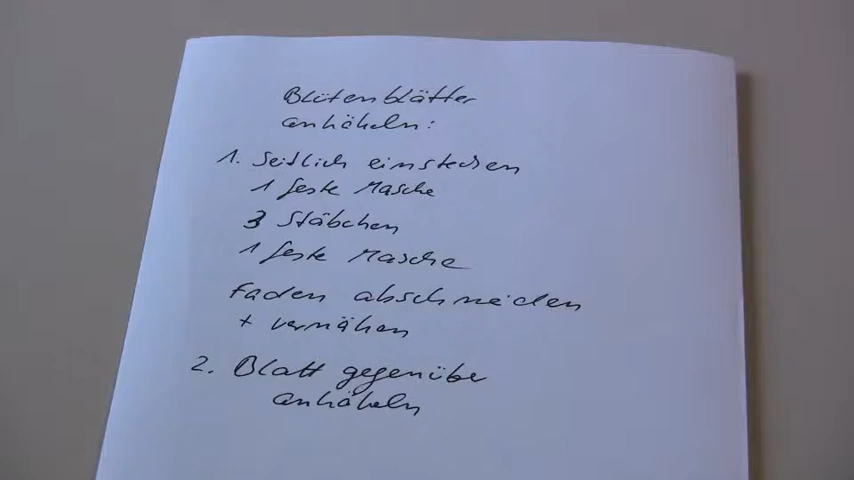 Blütenblätter
anhäkeln:
1. Seitlich einstechen
1 feste Masche
3 Stäbchen
1 feste Masche
Faden abschneiden
+ vernähen
2. Blatt gegenüber
anhäkeln